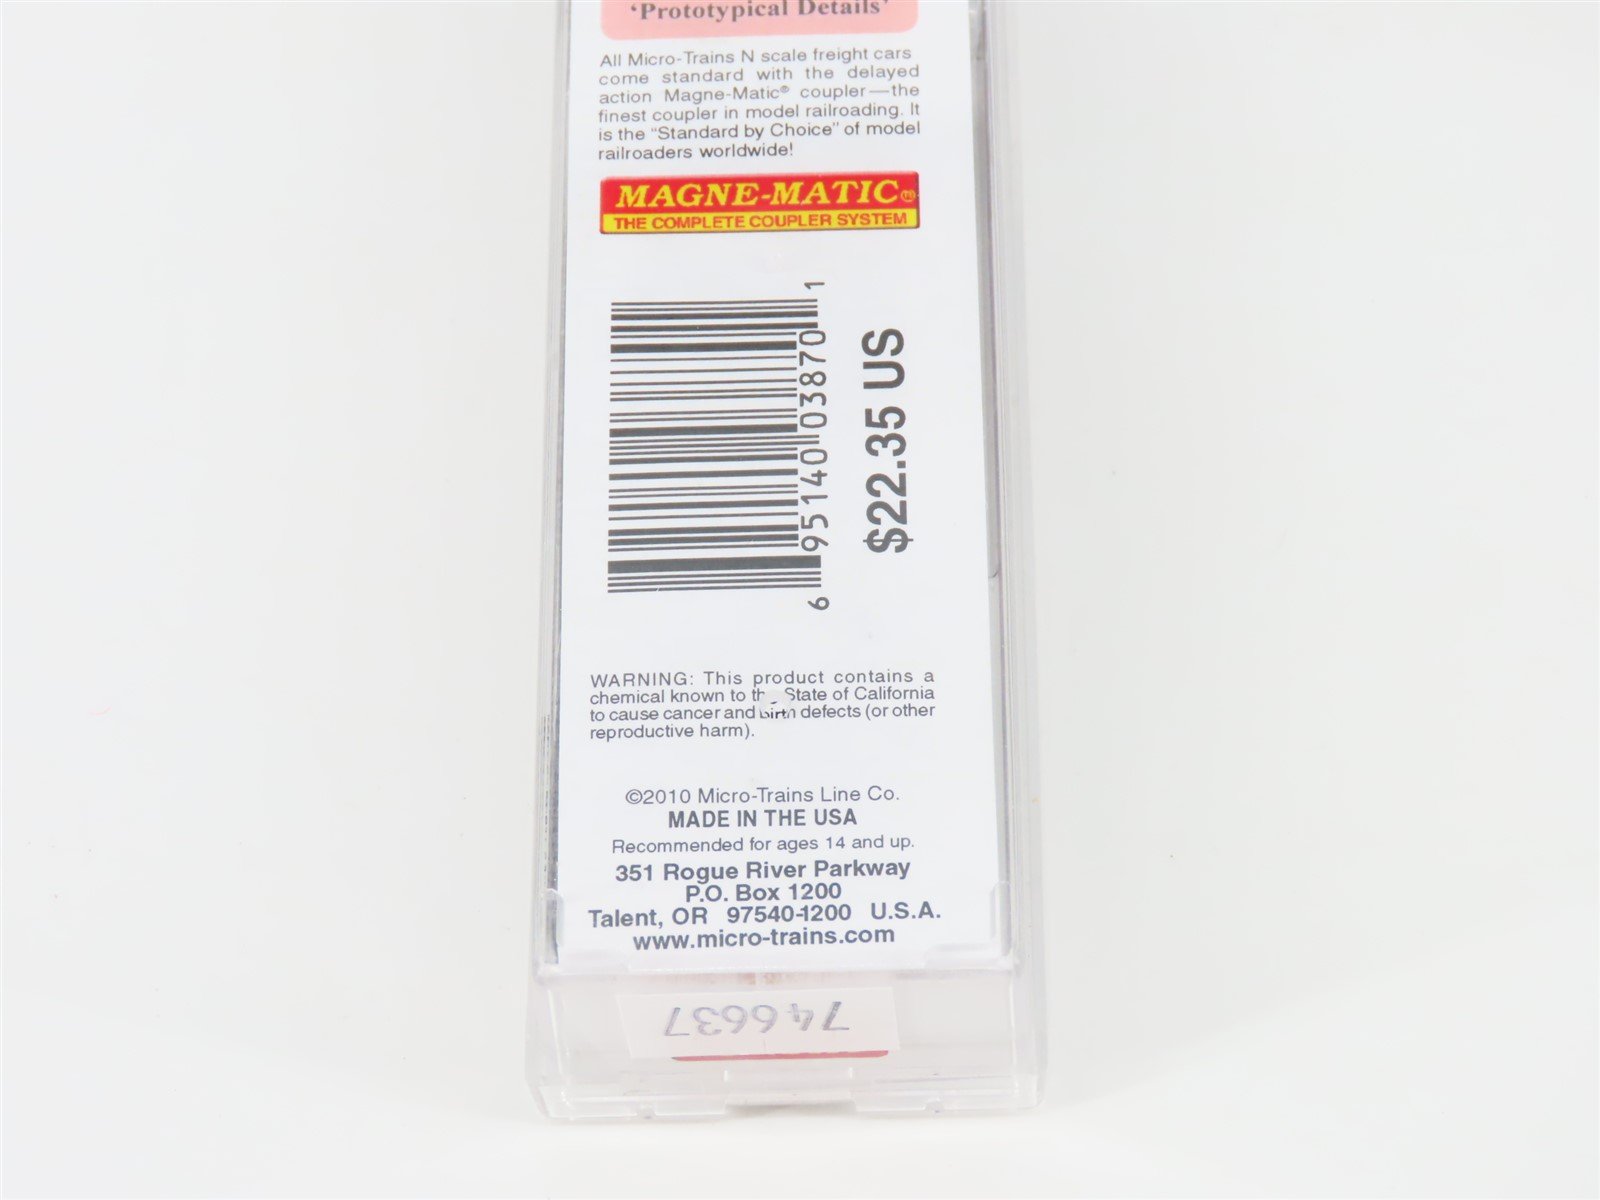 ‘Prototypical Details’
All Micro-Trains N scale freight cars
come standard with the delayed
action Magne-Matic® coupler—the
finest coupler in model railroading. It
is the “Standard by Choice” of model
railroaders worldwide!
MAGNE-MATIC®
THE COMPLETE COUPLER SYSTEM
6 95140 03870 1
$22.35 US
WARNING: This product contains a
chemical known to the State of California
to cause cancer and birth defects (or other
reproductive harm).
©2010 Micro-Trains Line Co.
MADE IN THE USA
Recommended for ages 14 and up.
351 Rogue River Parkway
P.O. Box 1200
Talent, OR 97540-1200 U.S.A.
www.micro-trains.com
746637